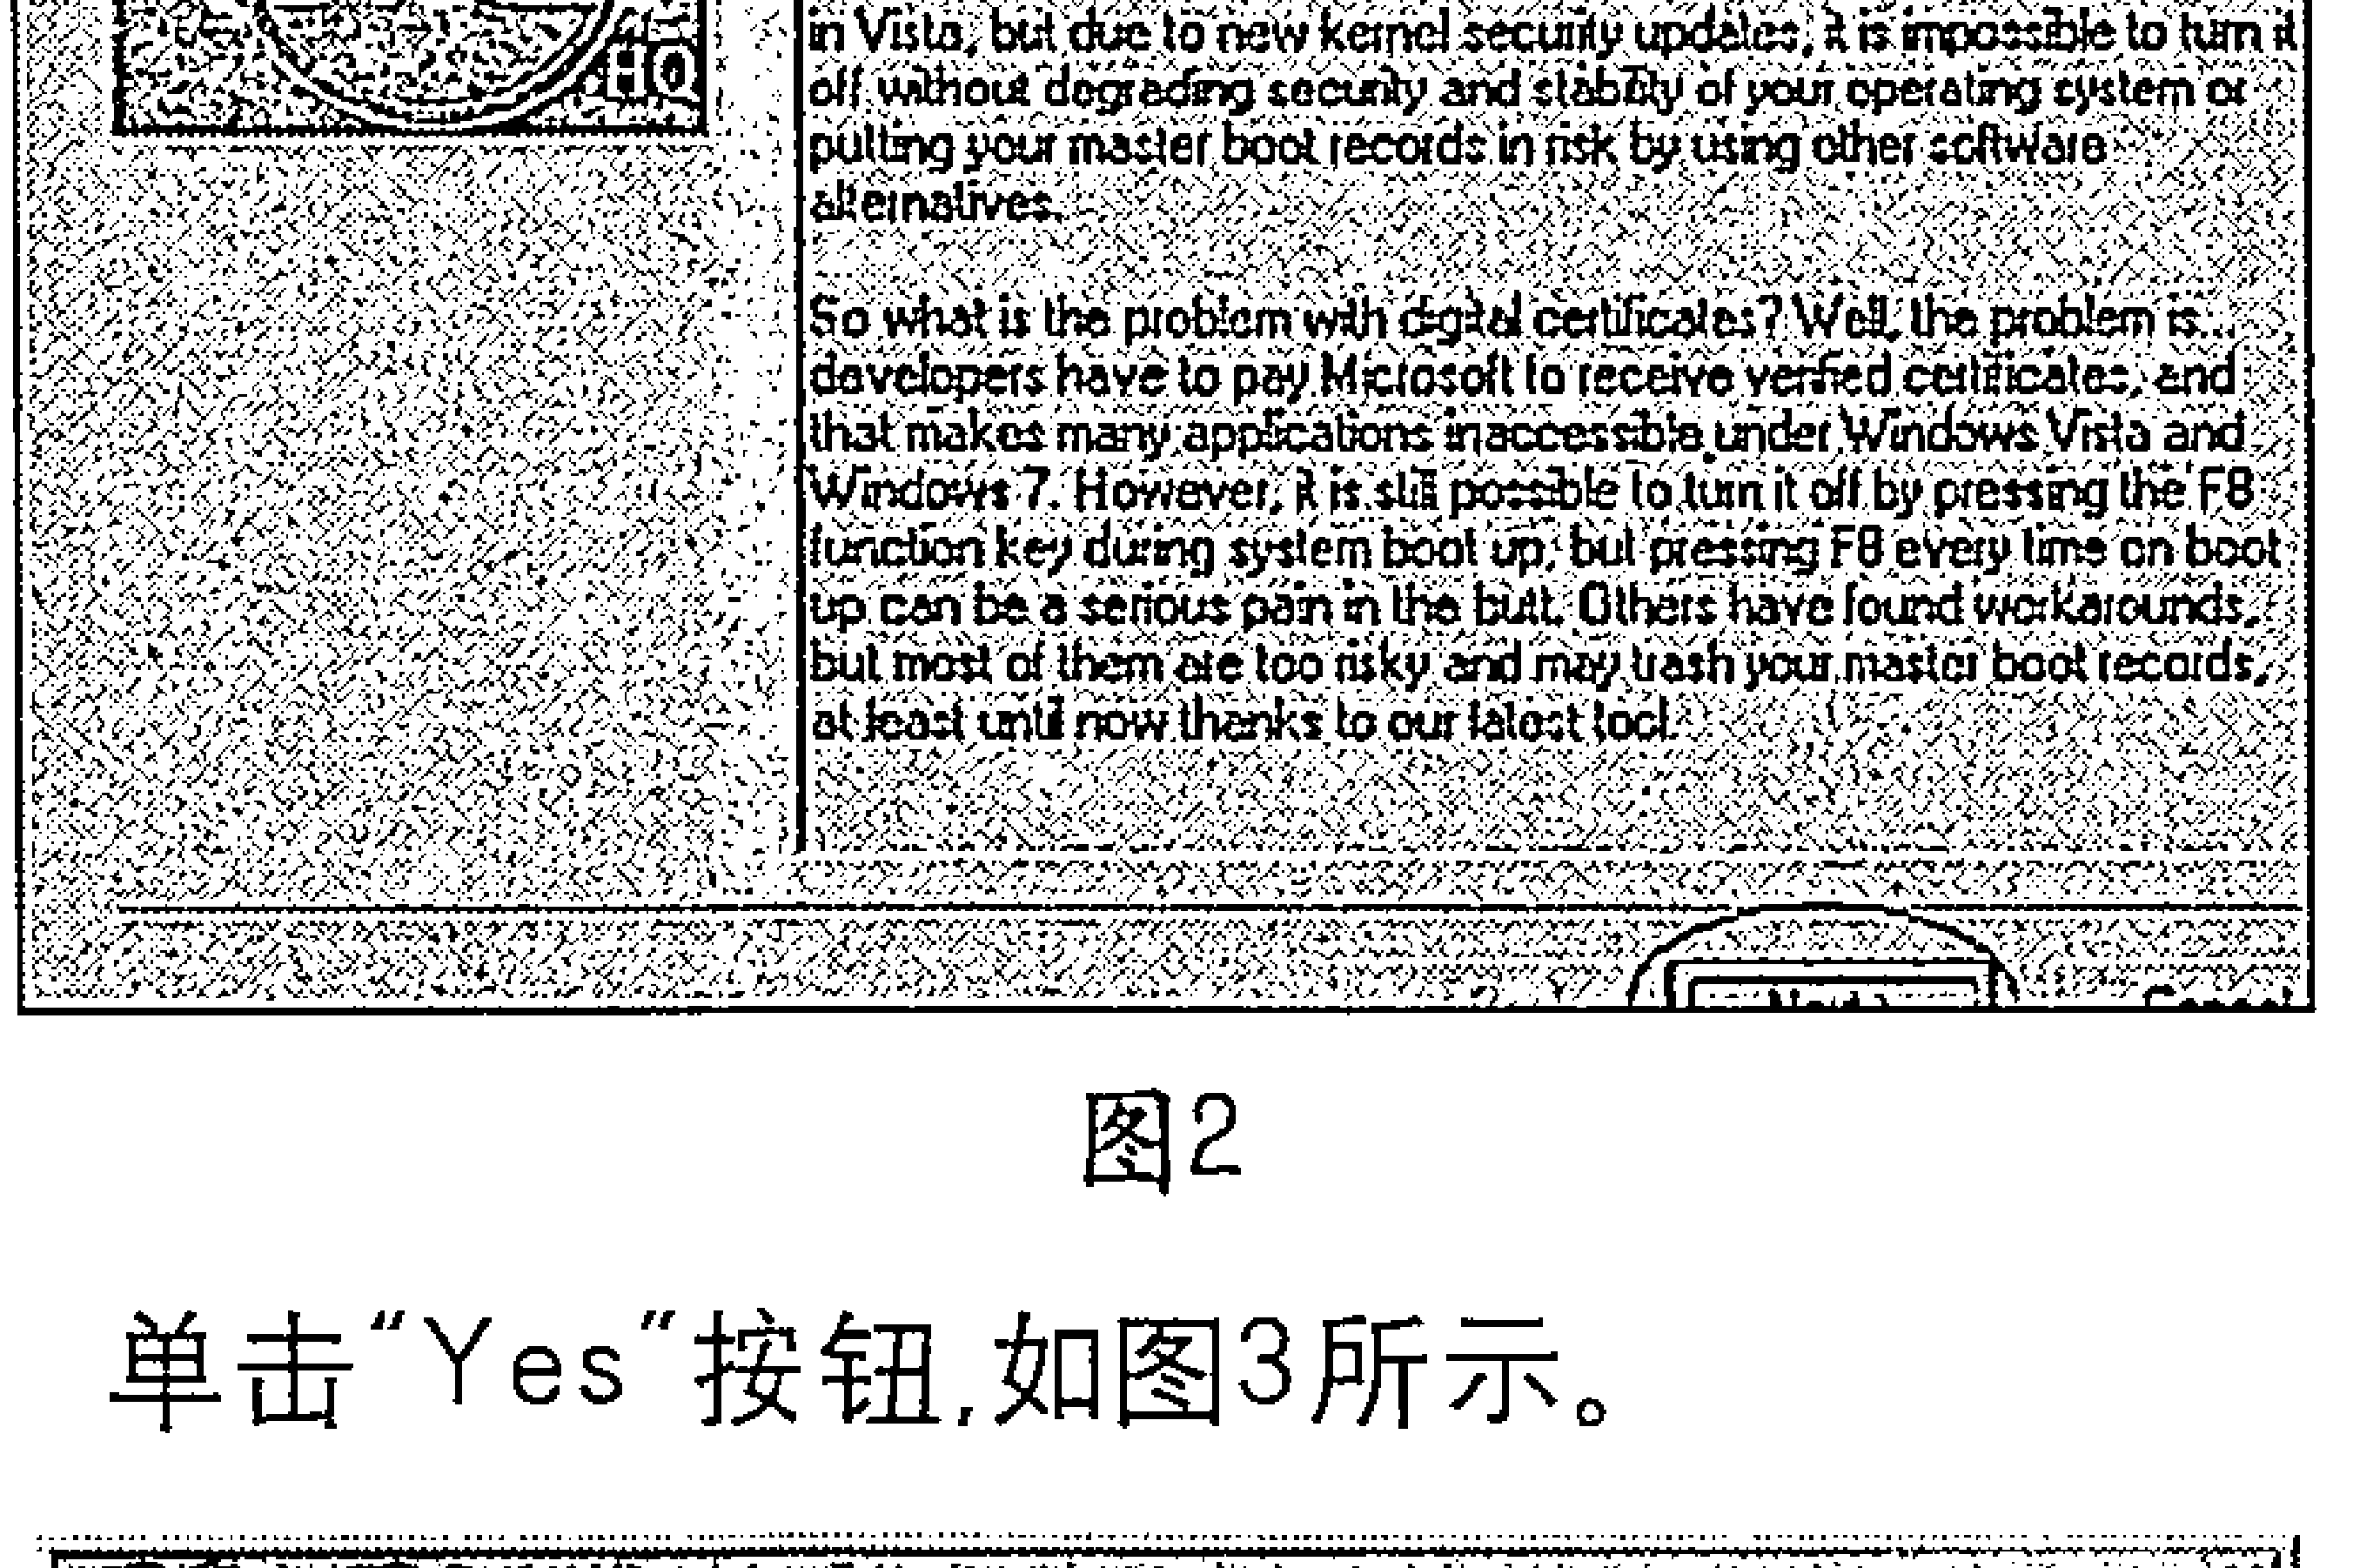 HQ
in Vista, but due to new kernel security updates, it is impossible to turn it
off without degrading security and stability of your operating system or
putting your master boot records in risk by using other software
alternatives.
So what is the problem with digital certificates? Well, the problem is...
developers have to pay Microsoft to receive verified certificates, and
that makes many applications inaccessible under Windows Vista and
Windows 7. However, it is still possible to turn it off by pressing the F8
function key during system boot up, but pressing F8 every time on boot
up can be a serious pain in the butt. Others have found workarounds,
but most of them are too risky and may trash your master boot records,
at least until now thanks to our latest tool.
Next >
Cancel
图2
单击“Yes”按钮,如图3所示。